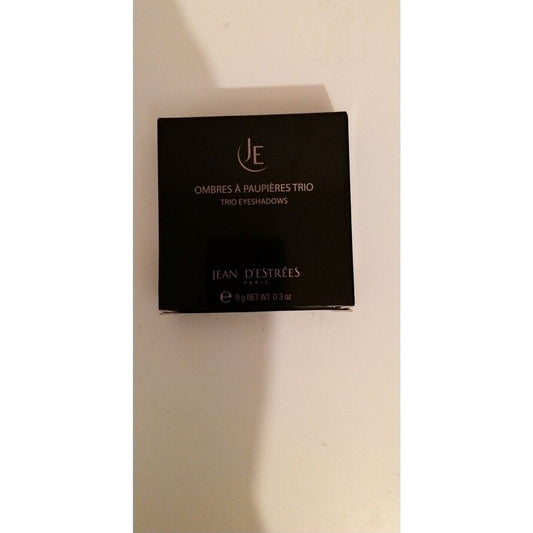 JE
OMBRES À PAUPIÈRES TRIO
TRIO EYESHADOWS
JEAN D'ESTRÉES
PARIS
℮ 9 g NET WT 0.3 oz